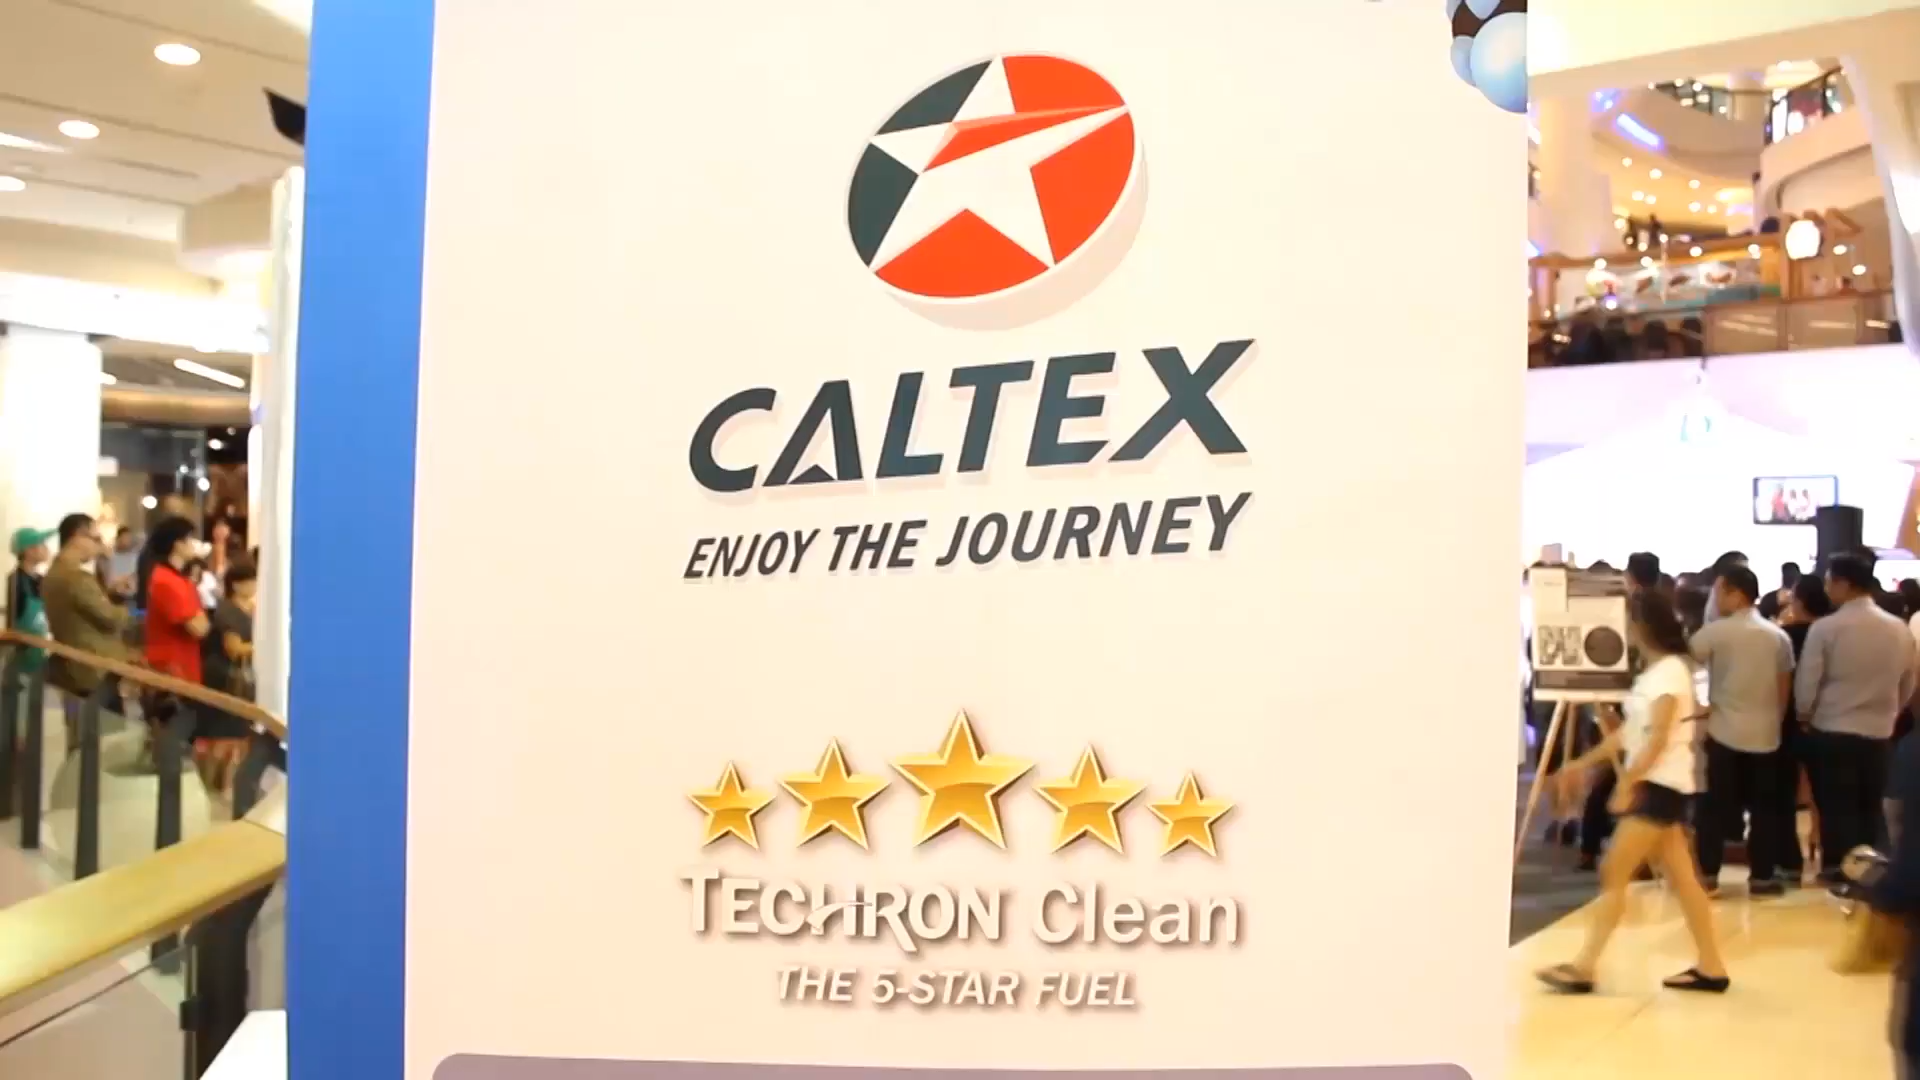 CALTEX
ENJOY THE JOURNEY
TECHRON Clean
THE 5-STAR FUEL